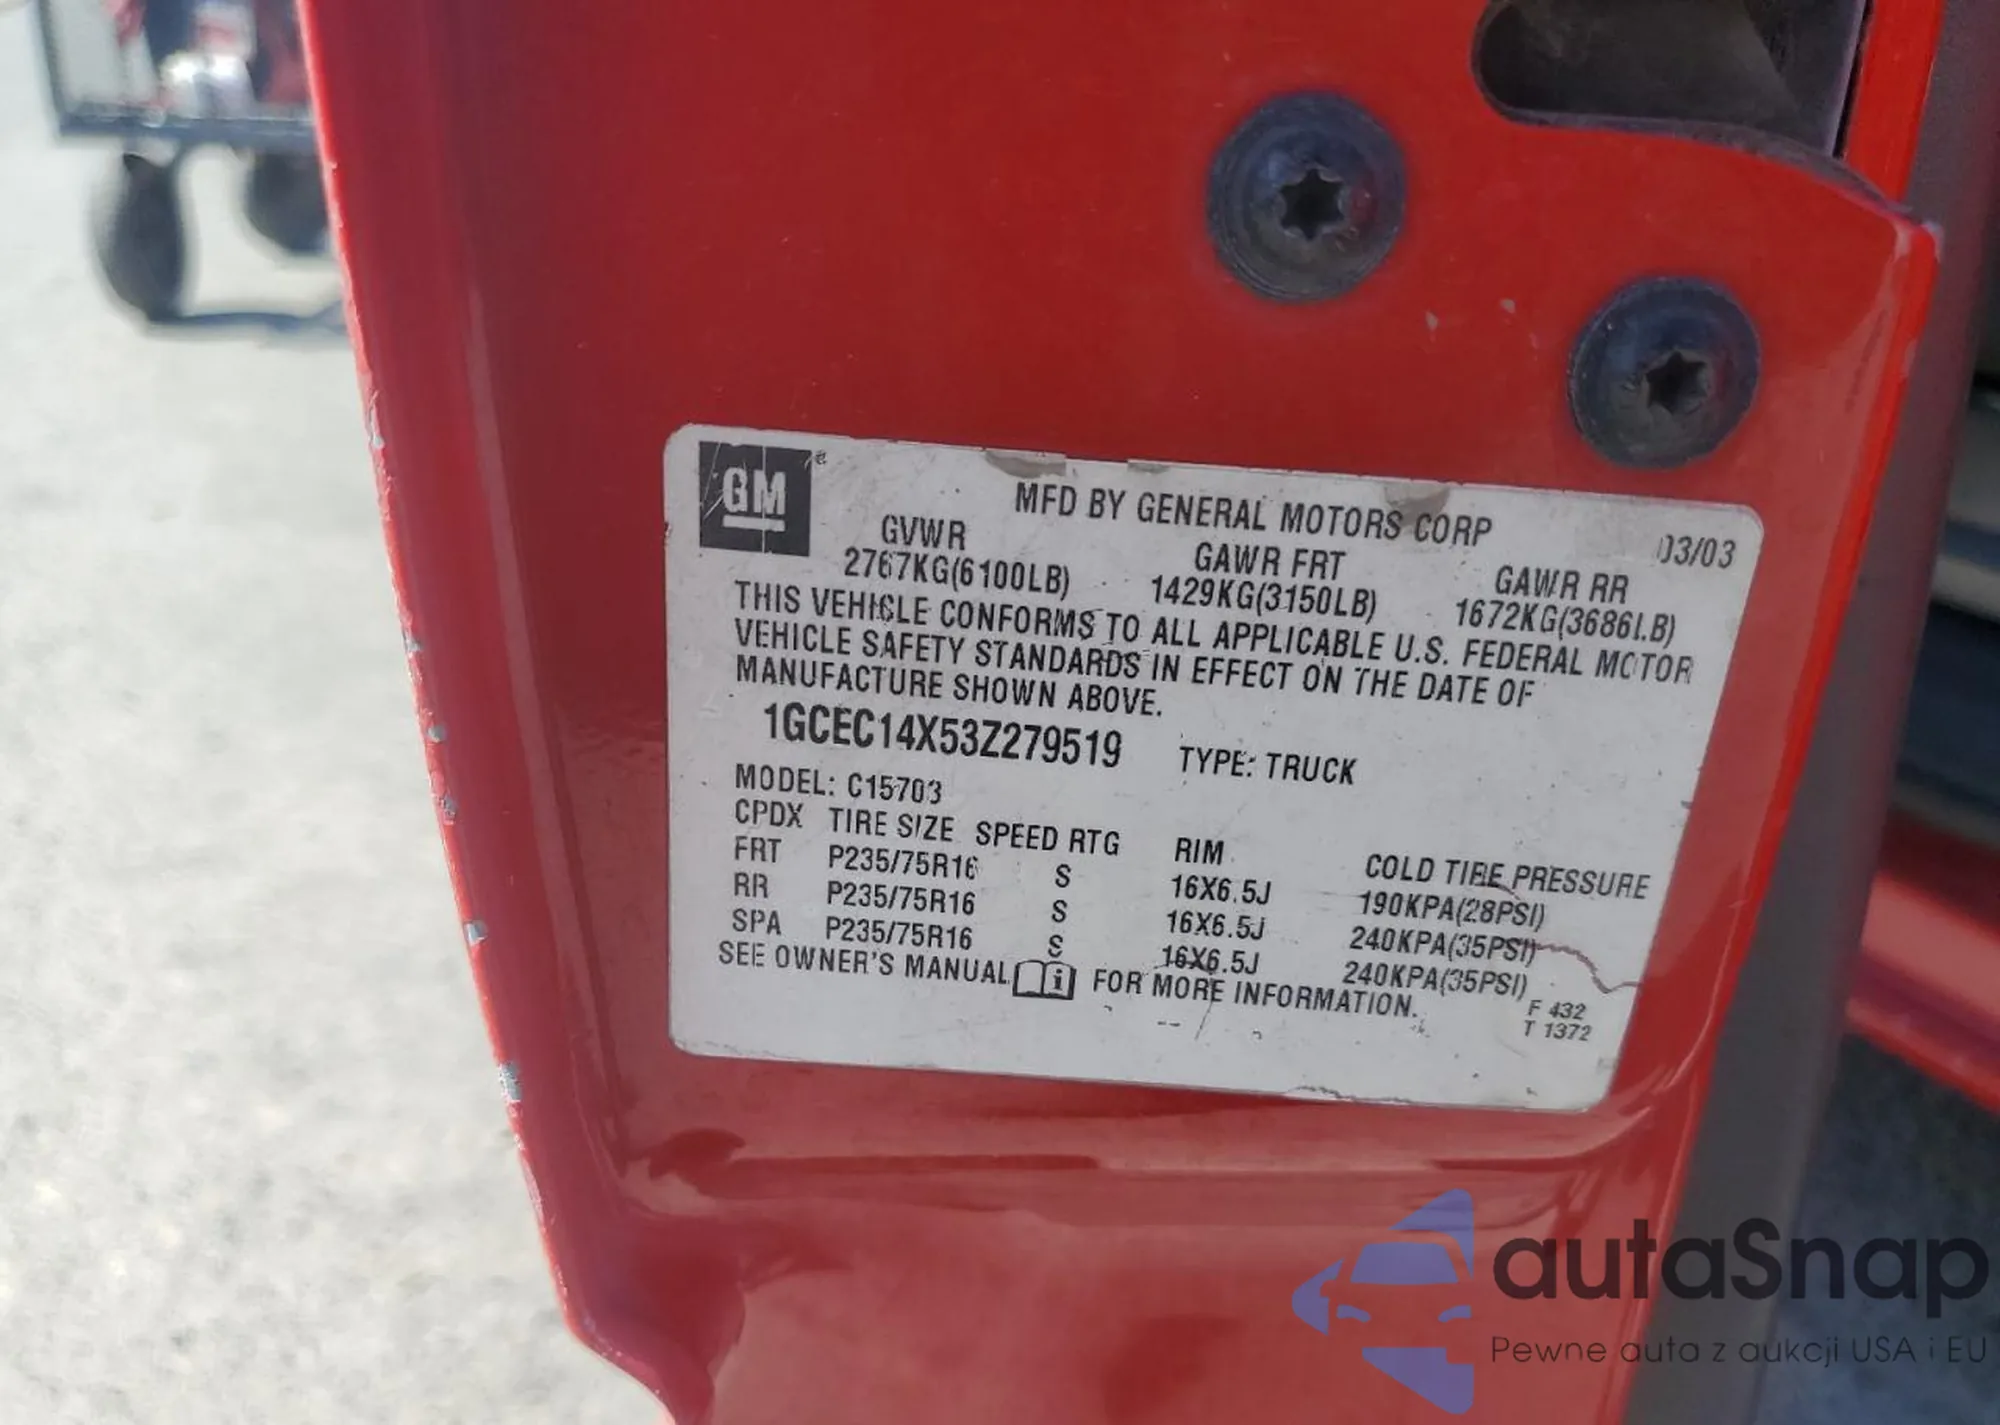 GM®
MFD BY GENERAL MOTORS CORP
03/03
GVWR GAWR FRT GAWR RR
2767KG(6100LB) 1429KG(3150LB) 1672KG(3686LB)
THIS VEHICLE CONFORMS TO ALL APPLICABLE U.S. FEDERAL MOTOR
VEHICLE SAFETY STANDARDS IN EFFECT ON THE DATE OF
MANUFACTURE SHOWN ABOVE.
1GCEC14X53Z279519 TYPE: TRUCK
MODEL: C15703
CPDX TIRE SIZE SPEED RTG RIM COLD TIRE PRESSURE
FRT P235/75R16 S 16X6.5J 190KPA(28PSI)
RR P235/75R16 S 16X6.5J 240KPA(35PSI)
SPA P235/75R16 S 16X6.5J 240KPA(35PSI)
SEE OWNER'S MANUAL i FOR MORE INFORMATION.
F 432
T 1372
autaSnap
Pewne auta z aukcji USA i EU